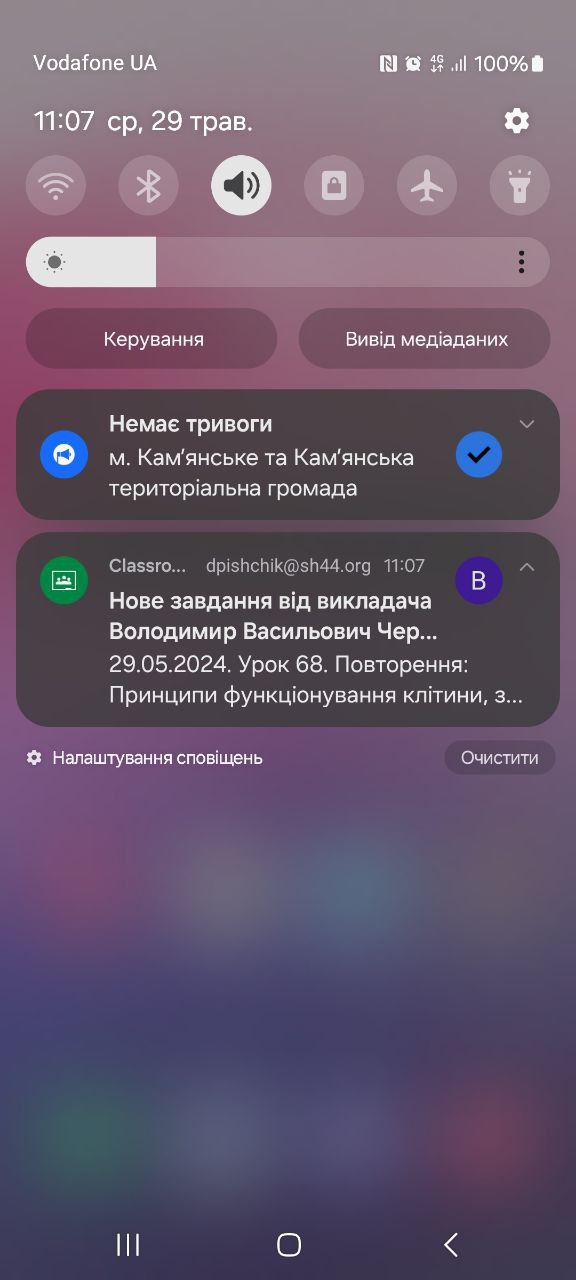 Vodafone UA 4G 100%
11:07 ср, 29 трав.
Керування Вивід медіаданих
Немає тривоги
м. Кам'янське та Кам'янська
територіальна громада
Classro... dpishchik@sh44.org 11:07
Нове завдання від викладача
Володимир Васильович Чер...
29.05.2024. Урок 68. Повторення:
Принципи функціонування клітини, з...
В
Налаштування сповіщень Очистити